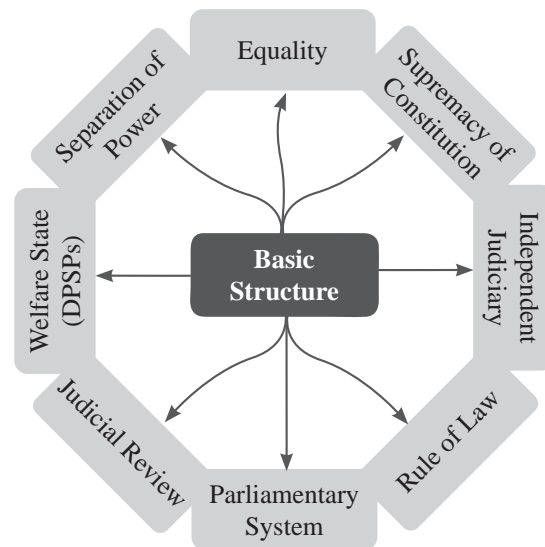 Equality
Separation of
Power
Supremacy of
Constitution
Welfare State
(DPSPs)
Basic
Structure
Independent
Judiciary
Judicial Review
Rule of Law
Parliamentary
System